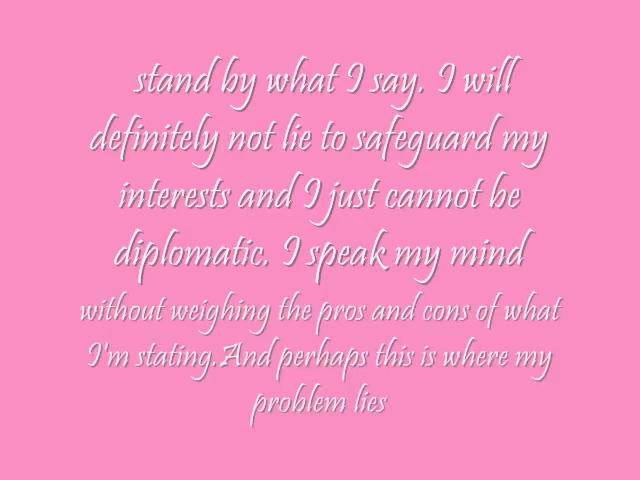 stand by what I say. I will
definitely not lie to safeguard my
interests and I just cannot be
diplomatic. I speak my mind
without weighing the pros and cons of what
I'm stating. And perhaps this is where my
problem lies